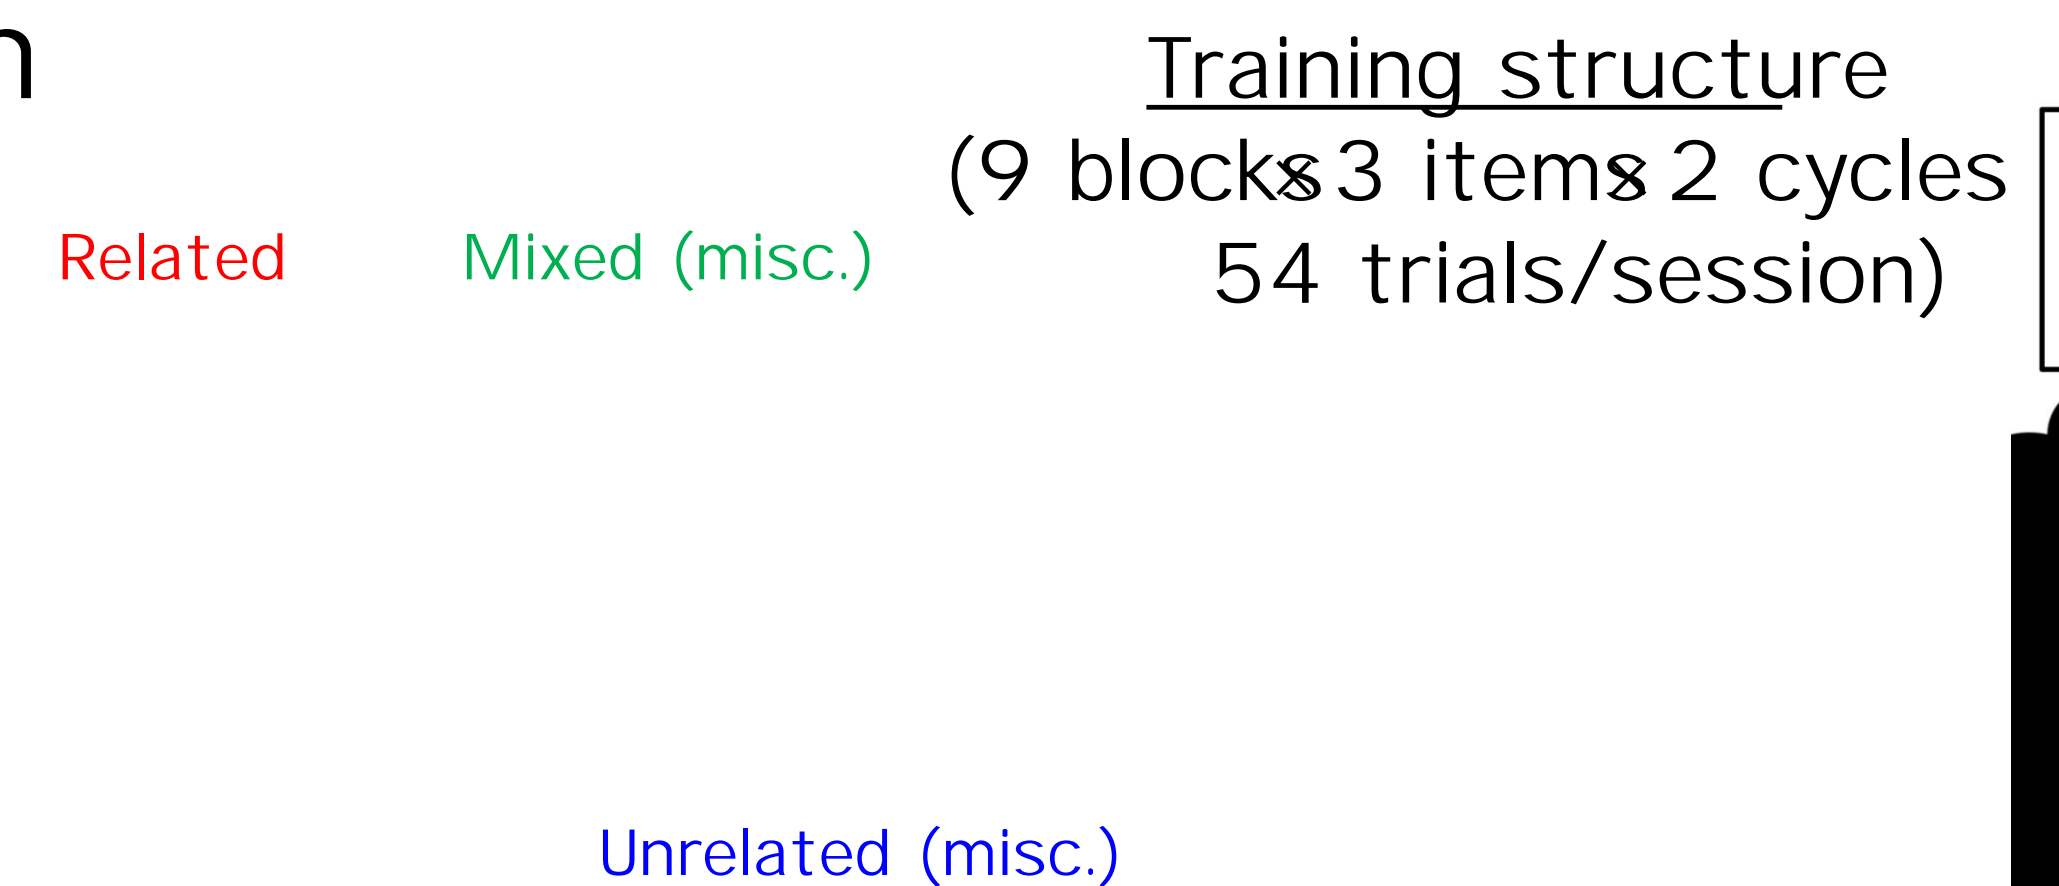 n
Training structure
(9 blocks × 3 items × 2 cycles
54 trials/session)
Related
Mixed (misc.)
Unrelated (misc.)